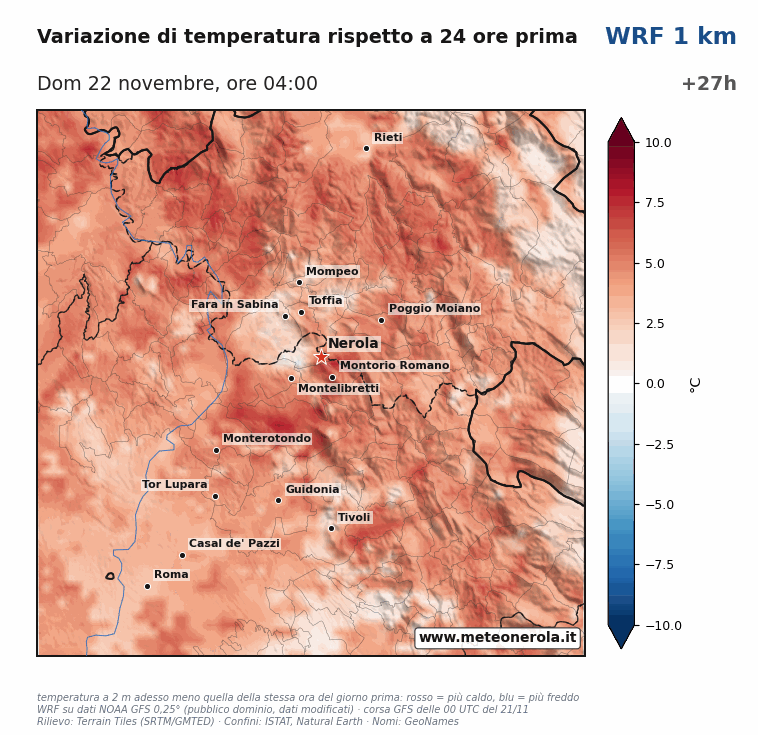 Variazione di temperatura rispetto a 24 ore prima WRF 1 km
Dom 22 novembre, ore 04:00 +27h
Rieti
Mompeo
Fara in Sabina
Toffia
Poggio Moiano
Nerola
Montorio Romano
Montelibretti
Monterotondo
Tor Lupara
Guidonia
Tivoli
Casal de' Pazzi
Roma
www.meteonerola.it
10.0
7.5
5.0
2.5
0.0
−2.5
−5.0
−7.5
−10.0
°C
temperatura a 2 m adesso meno quella della stessa ora del giorno prima: rosso = più caldo, blu = più freddo
WRF su dati NOAA GFS 0,25° (pubblico dominio, dati modificati) · corsa GFS delle 00 UTC del 21/11
Rilievo: Terrain Tiles (SRTM/GMTED) · Confini: ISTAT, Natural Earth · Nomi: GeoNames